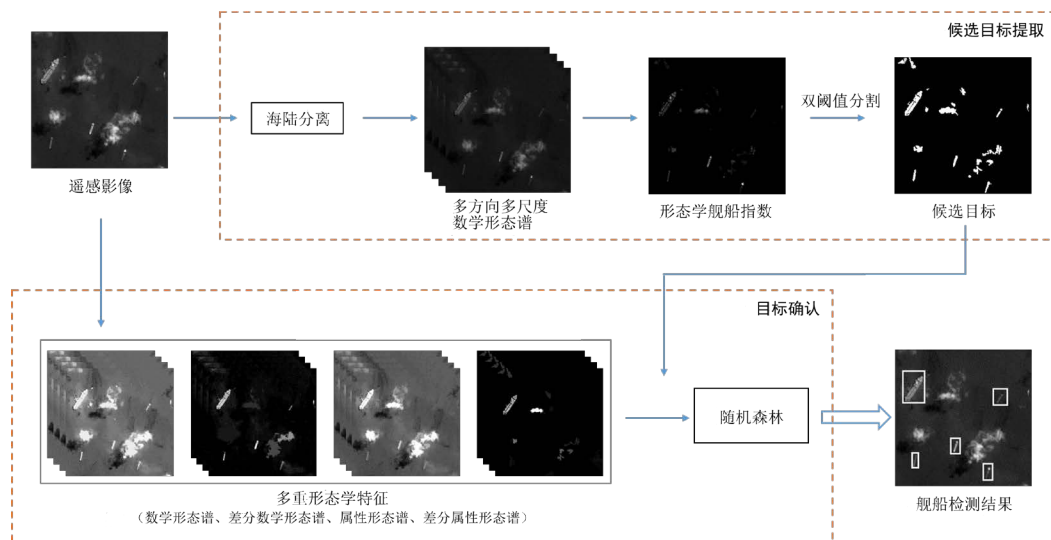 候选目标提取
遥感影像
海陆分离
多方向多尺度
数学形态谱
形态学舰船指数
双阈值分割
候选目标
目标确认
多重形态学特征
(数学形态谱、差分数学形态谱、属性形态谱、差分属性形态谱)
随机森林
舰船检测结果